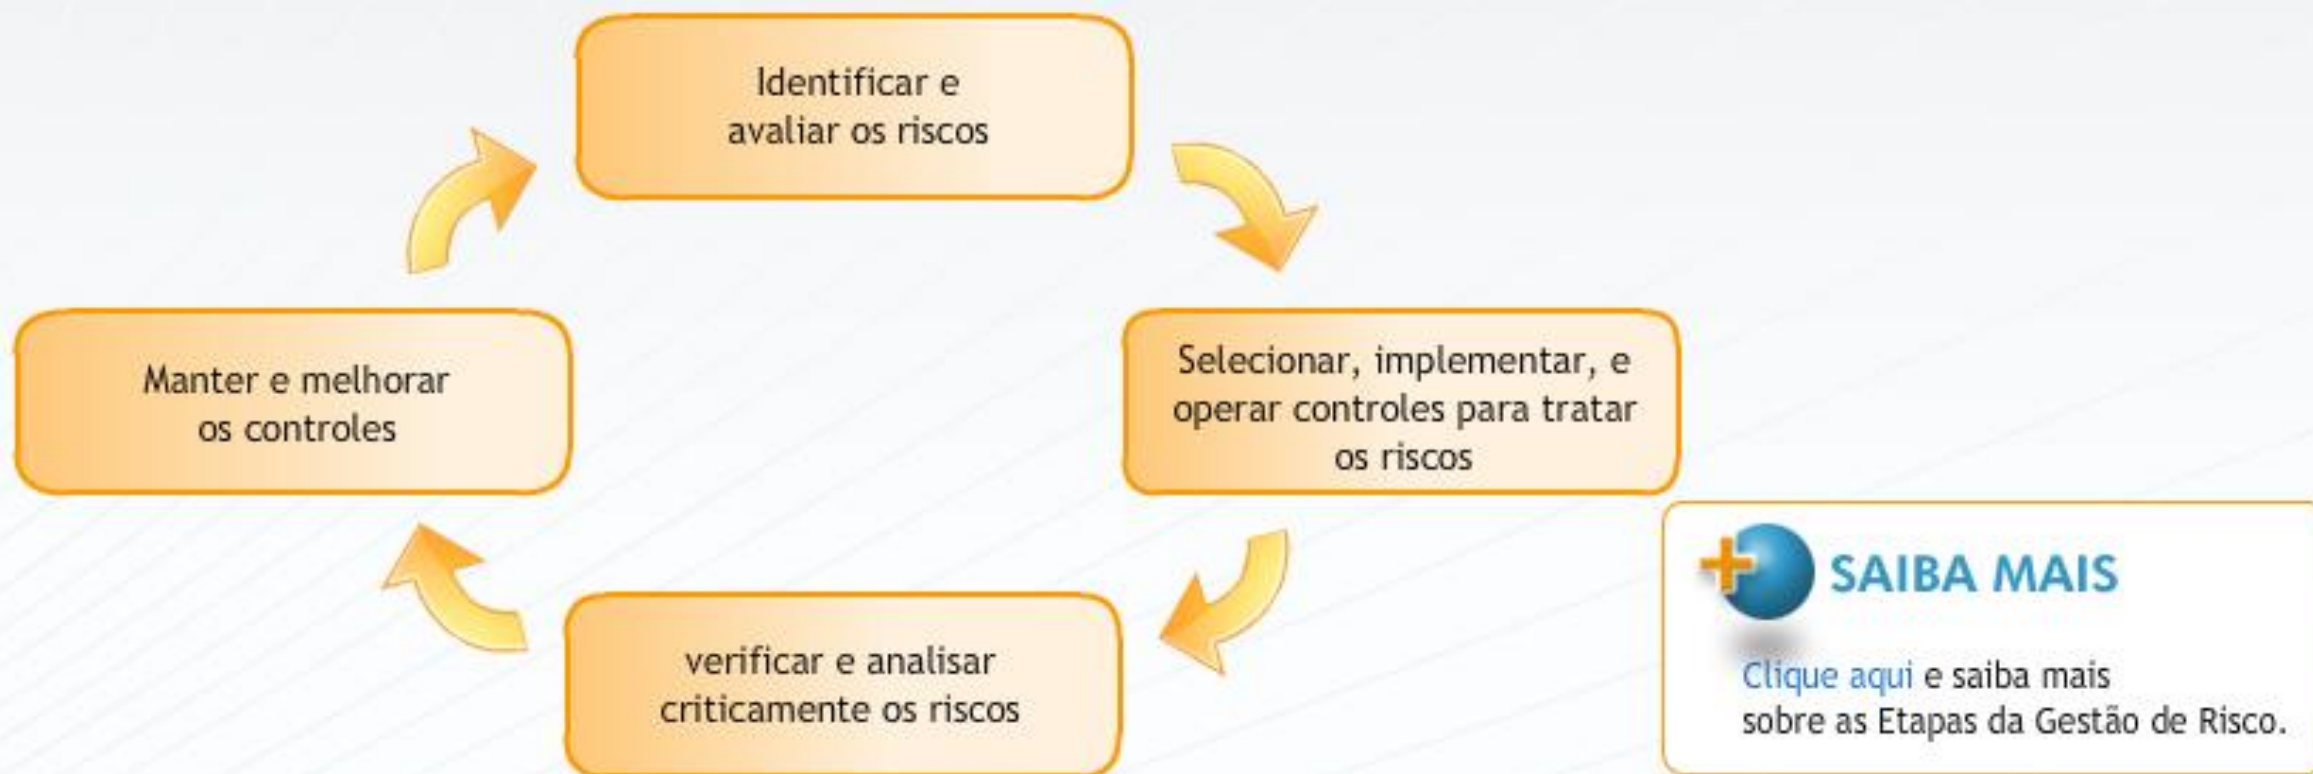 Identificar e
avaliar os riscos
Manter e melhorar
os controles
Selecionar, implementar, e
operar controles para tratar
os riscos
verificar e analisar
criticamente os riscos
SAIBA MAIS
Clique aqui e saiba mais
sobre as Etapas da Gestão de Risco.